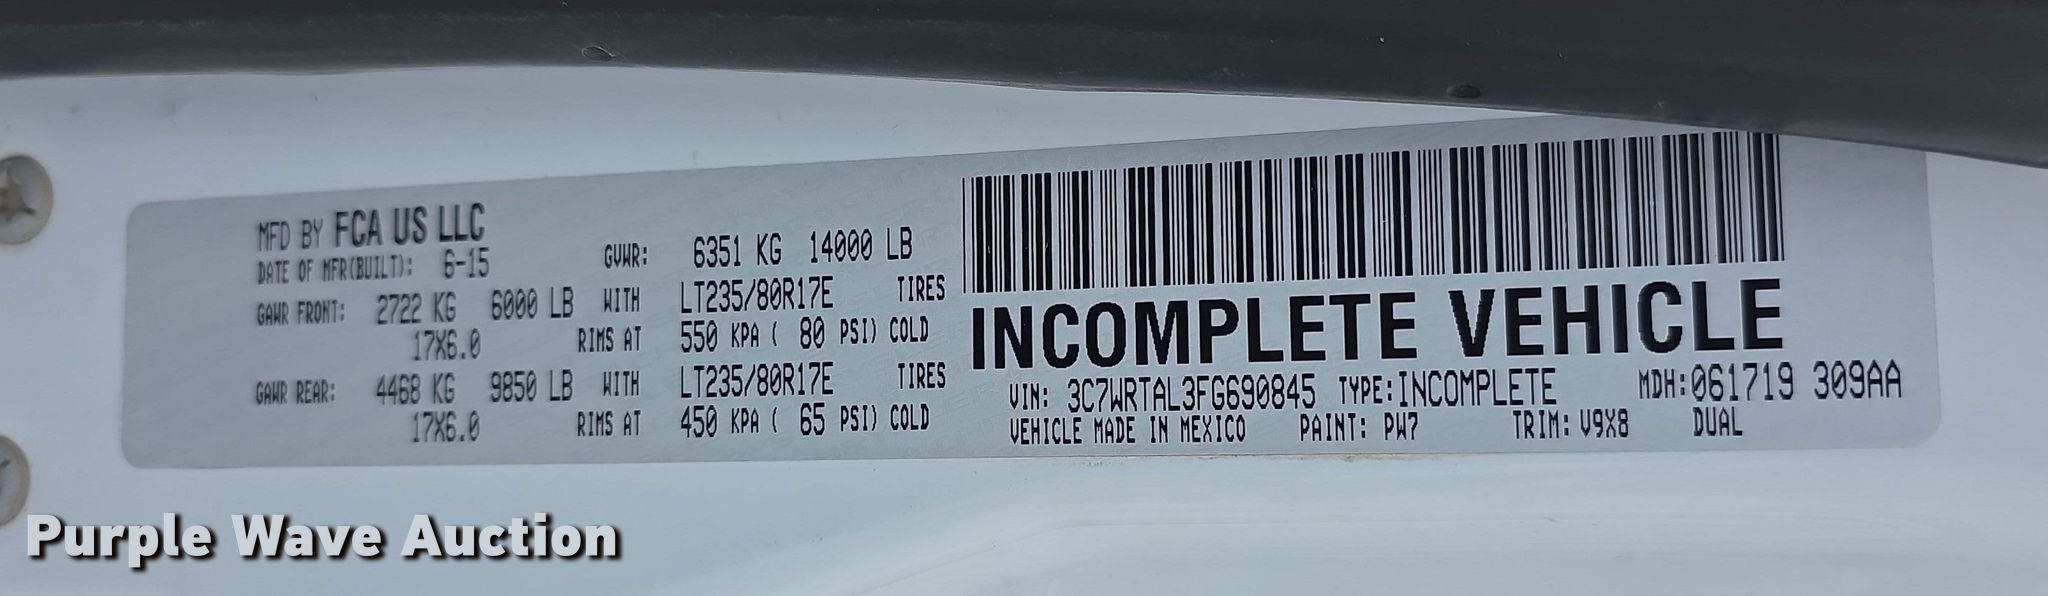 MFD BY FCA US LLC
DATE OF MFR(BUILT): 6-15 GVWR: 6351 KG 14000 LB
GAWR FRONT: 2722 KG 6000 LB WITH LT235/80R17E TIRES
17X6.0 RIMS AT 550 KPA ( 80 PSI) COLD
GAWR REAR: 4468 KG 9850 LB WITH LT235/80R17E TIRES
17X6.0 RIMS AT 450 KPA ( 65 PSI) COLD
INCOMPLETE VEHICLE
VIN: 3C7WRTAL3FG690845 TYPE:INCOMPLETE MDH:061719 309AA
VEHICLE MADE IN MEXICO PAINT: PW7 TRIM: V9X8 DUAL
Purple Wave Auction